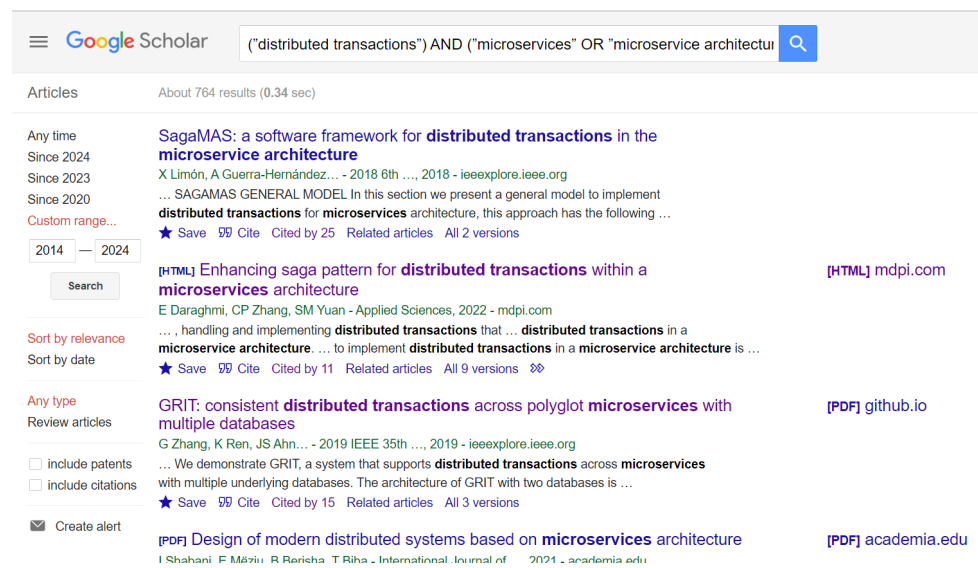 Google Scholar
("distributed transactions") AND ("microservices" OR "microservice architectur
Articles
About 764 results (0.34 sec)
Any time
Since 2024
Since 2023
Since 2020
Custom range...
2014 — 2024
Search
Sort by relevance
Sort by date
Any type
Review articles
include patents
include citations
Create alert
SagaMAS: a software framework for distributed transactions in the
microservice architecture
X Limón, A Guerra-Hernández… - 2018 6th …, 2018 - ieeexplore.ieee.org
… SAGAMAS GENERAL MODEL In this section we present a general model to implement
distributed transactions for microservices architecture, this approach has the following …
Save Cite Cited by 25 Related articles All 2 versions
[HTML] Enhancing saga pattern for distributed transactions within a
microservices architecture
E Daraghmi, CP Zhang, SM Yuan - Applied Sciences, 2022 - mdpi.com
… , handling and implementing distributed transactions that … distributed transactions in a
microservice architecture. … to implement distributed transactions in a microservice architecture is …
Save Cite Cited by 11 Related articles All 9 versions
[HTML] mdpi.com
GRIT: consistent distributed transactions across polyglot microservices with
multiple databases
G Zhang, K Ren, JS Ahn… - 2019 IEEE 35th …, 2019 - ieeexplore.ieee.org
… We demonstrate GRIT, a system that supports distributed transactions across microservices
with multiple underlying databases. The architecture of GRIT with two databases is …
Save Cite Cited by 15 Related articles All 3 versions
[PDF] github.io
[PDF] Design of modern distributed systems based on microservices architecture
I Shabani, E Mëziu, B Berisha, T Biba - International Journal of …, 2021 - academia.edu
[PDF] academia.edu